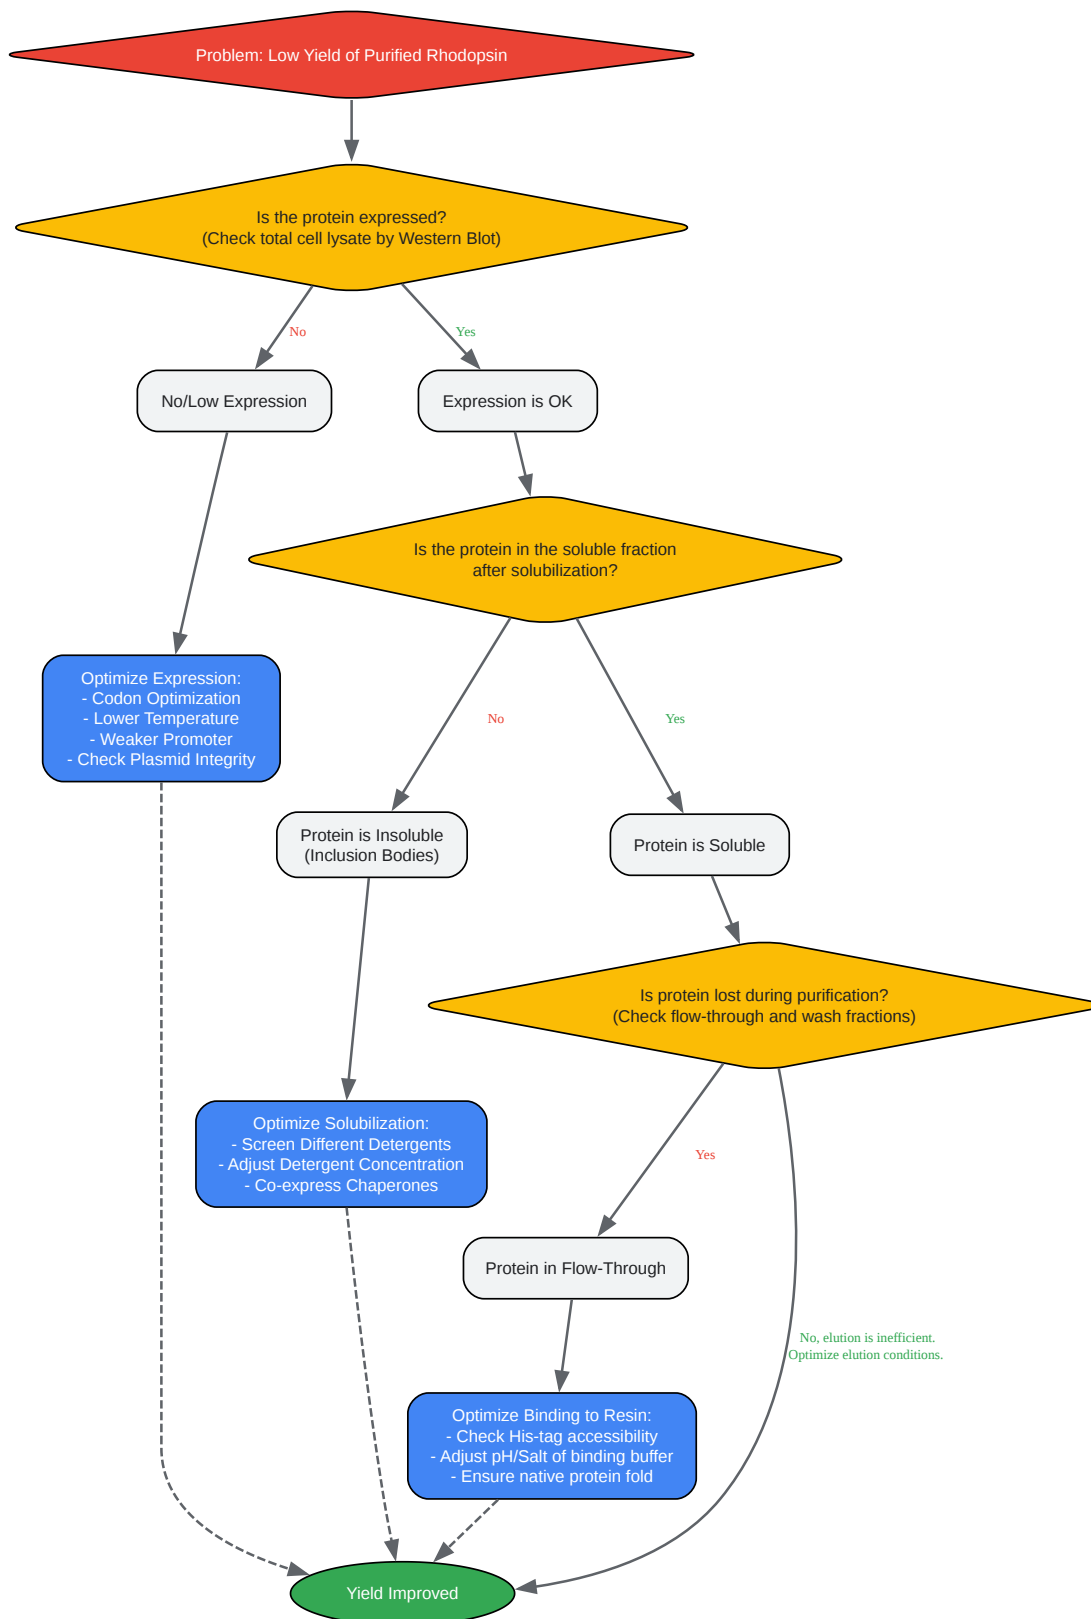 Problem: Low Yield of Purified Rhodopsin
Is the protein expressed?
(Check total cell lysate by Western Blot)
No
Yes
No/Low Expression
Expression is OK
Is the protein in the soluble fraction
after solubilization?
Optimize Expression:
- Codon Optimization
- Lower Temperature
- Weaker Promoter
- Check Plasmid Integrity
No
Yes
Protein is Insoluble
(Inclusion Bodies)
Protein is Soluble
Is protein lost during purification?
(Check flow-through and wash fractions)
Optimize Solubilization:
- Screen Different Detergents
- Adjust Detergent Concentration
- Co-express Chaperones
Yes
Protein in Flow-Through
No, elution is inefficient.
Optimize elution conditions.
Optimize Binding to Resin:
- Check His-tag accessibility
- Adjust pH/Salt of binding buffer
- Ensure native protein fold
Yield Improved